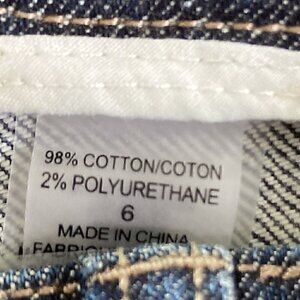 98% COTTON/COTON
2% POLYURETHANE
6
MADE IN CHINA